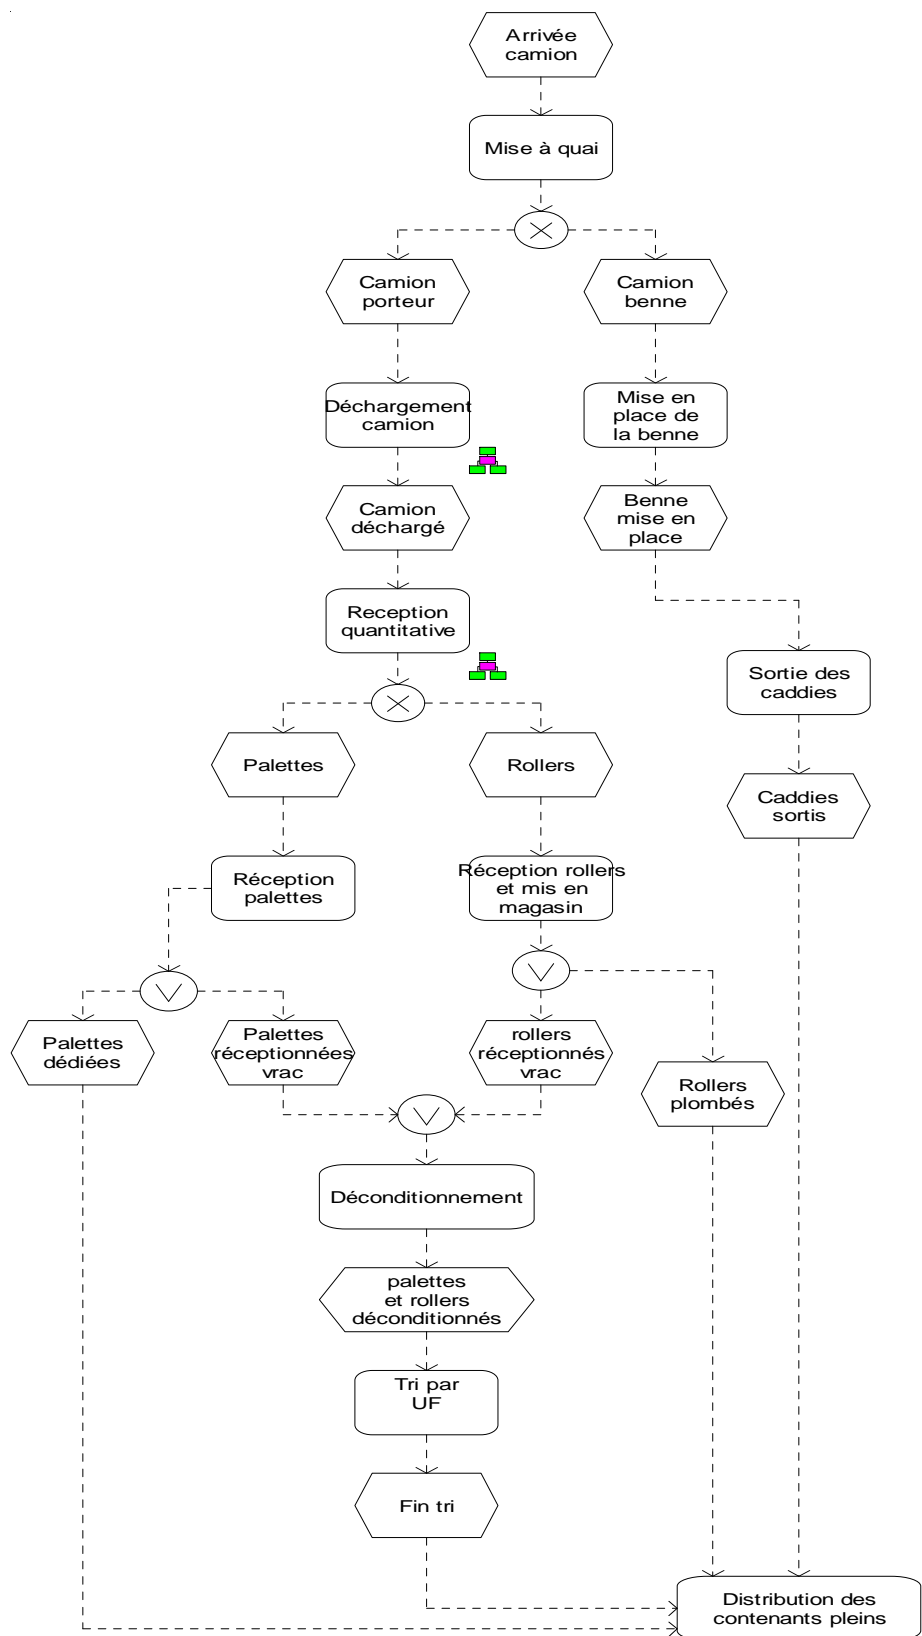 Arrivée
camion
Mise à quai
Camion
porteur
Camion
benne
Déchargement
camion
Mise en
place de
la benne
Camion
déchargé
Benne
mise en
place
Reception
quantitative
Sortie des
caddies
Palettes
Rollers
Caddies
sortis
Réception
palettes
Réception rollers
et mis en
magasin
Palettes
dédiées
Palettes
réceptionnées
vrac
rollers
réceptionnés
vrac
Rollers
plombés
Déconditionnement
palettes
et rollers
déconditionnés
Tri par
UF
Fin tri
Distribution des
contenants pleins